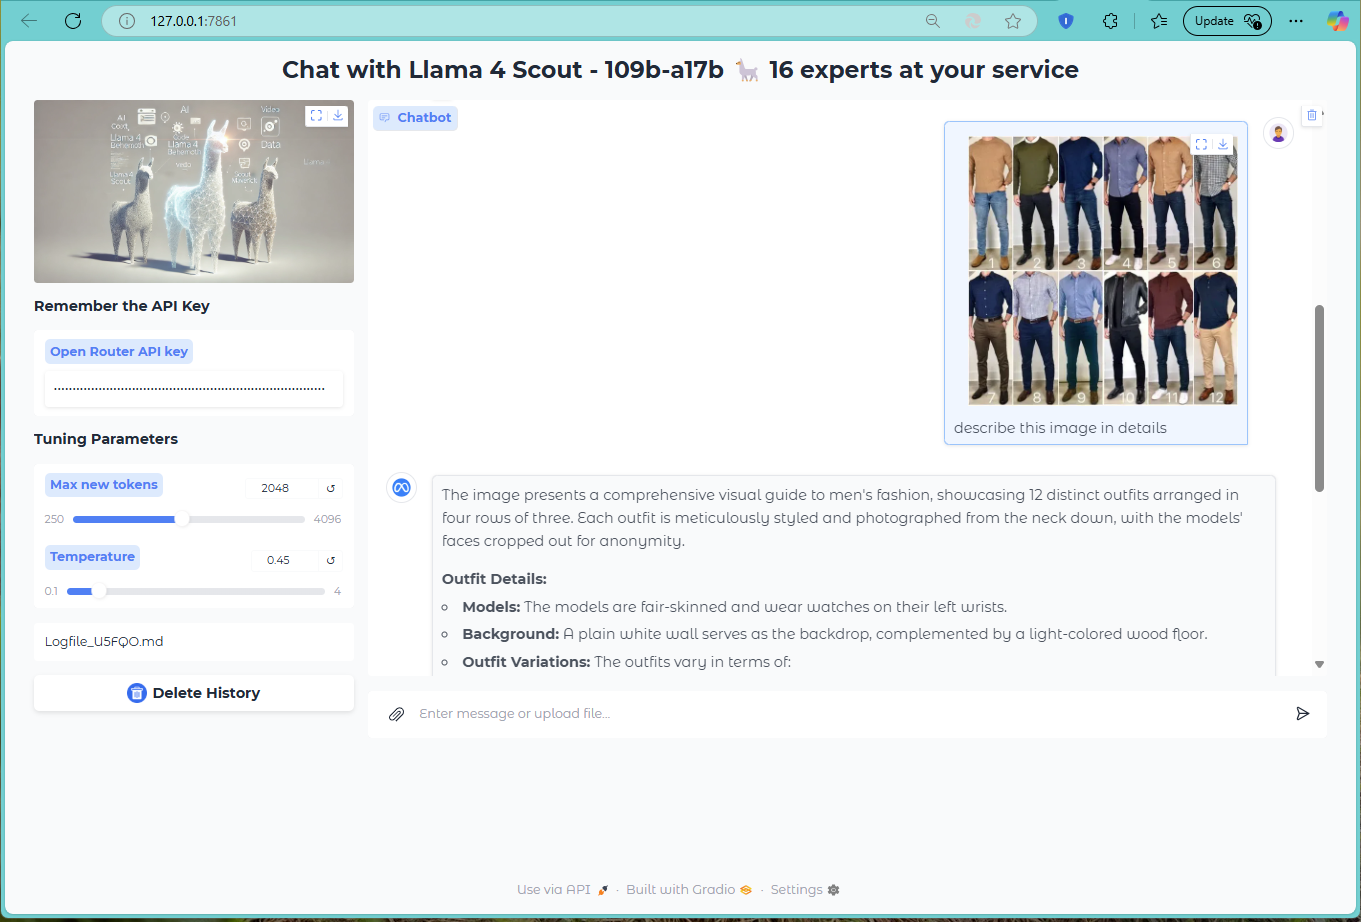 127.0.0.1:7861
Update
Chat with Llama 4 Scout - 109b-a17b 🦙 16 experts at your service
AI
Video
Llama 4
Behemoth
Llama 4
Behemoth
Data
Llama 4
Scout
Scout
Maverick
Remember the API Key
Open Router API key
Tuning Parameters
Max new tokens
2048
250
4096
Temperature
0.45
0.1
4
Logfile_U5FQO.md
Delete History
Chatbot
1 2 3 4 5 6
7 8 9 10 11 12
describe this image in details
The image presents a comprehensive visual guide to men's fashion, showcasing 12 distinct outfits arranged in
four rows of three. Each outfit is meticulously styled and photographed from the neck down, with the models'
faces cropped out for anonymity.
Outfit Details:
Models: The models are fair-skinned and wear watches on their left wrists.
Background: A plain white wall serves as the backdrop, complemented by a light-colored wood floor.
Outfit Variations: The outfits vary in terms of:
Enter message or upload file...
Use via API · Built with Gradio · Settings